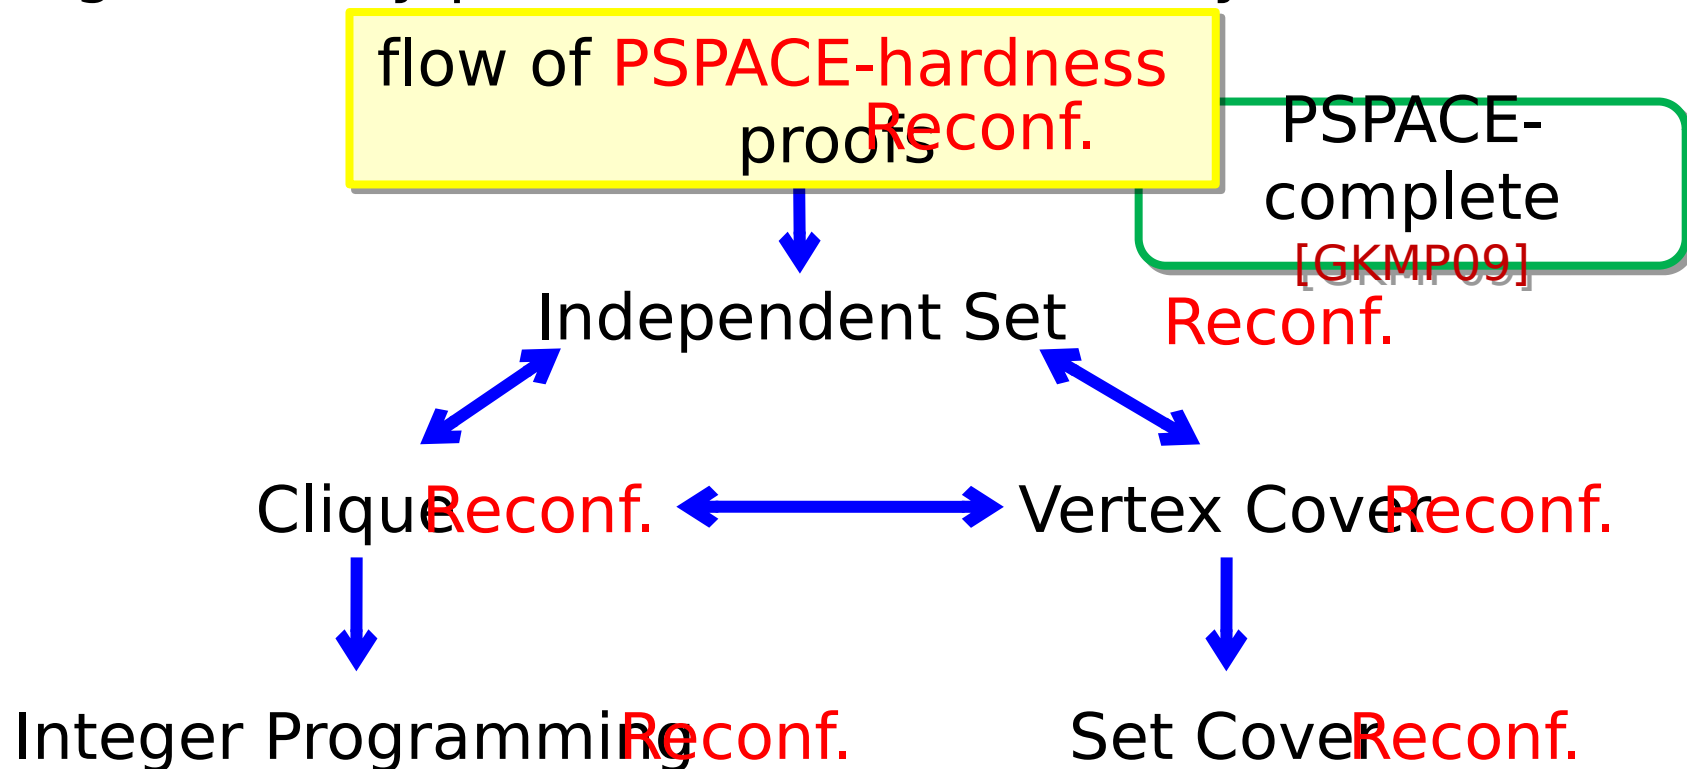 flow of PSPACE-hardness
proofs
Reconf.
PSPACE-
complete
[GKMP09]
Independent Set Reconf.
Clique Reconf.
Vertex Cover Reconf.
Integer Programming Reconf.
Set Cover Reconf.